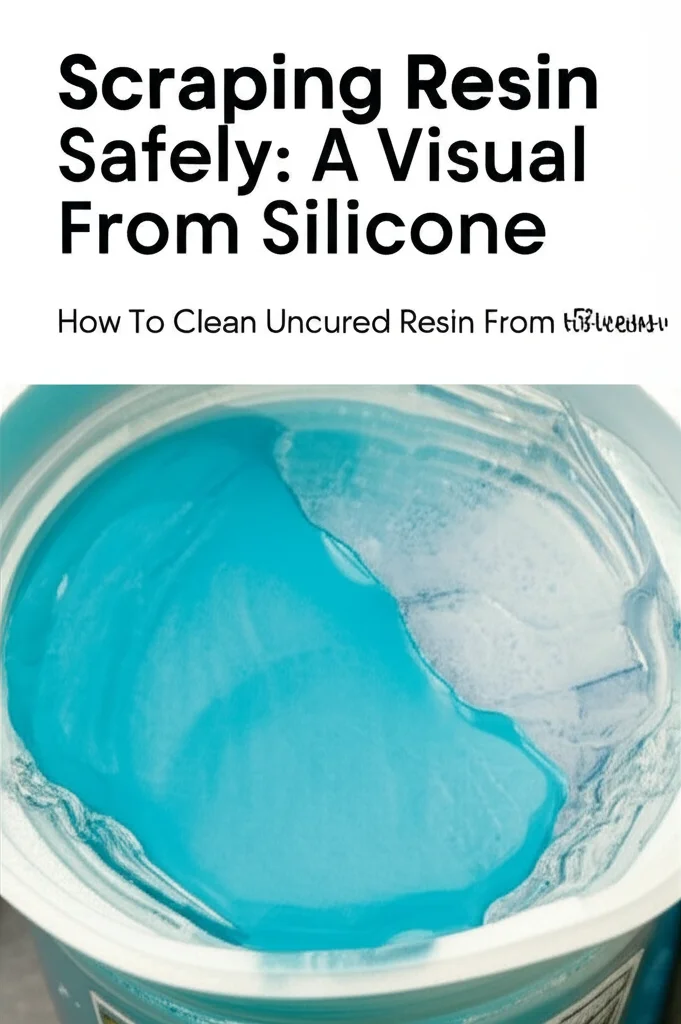 Scraping Resin
Safely: A Visual
From Silicone
How To Clean Uncured Resin From